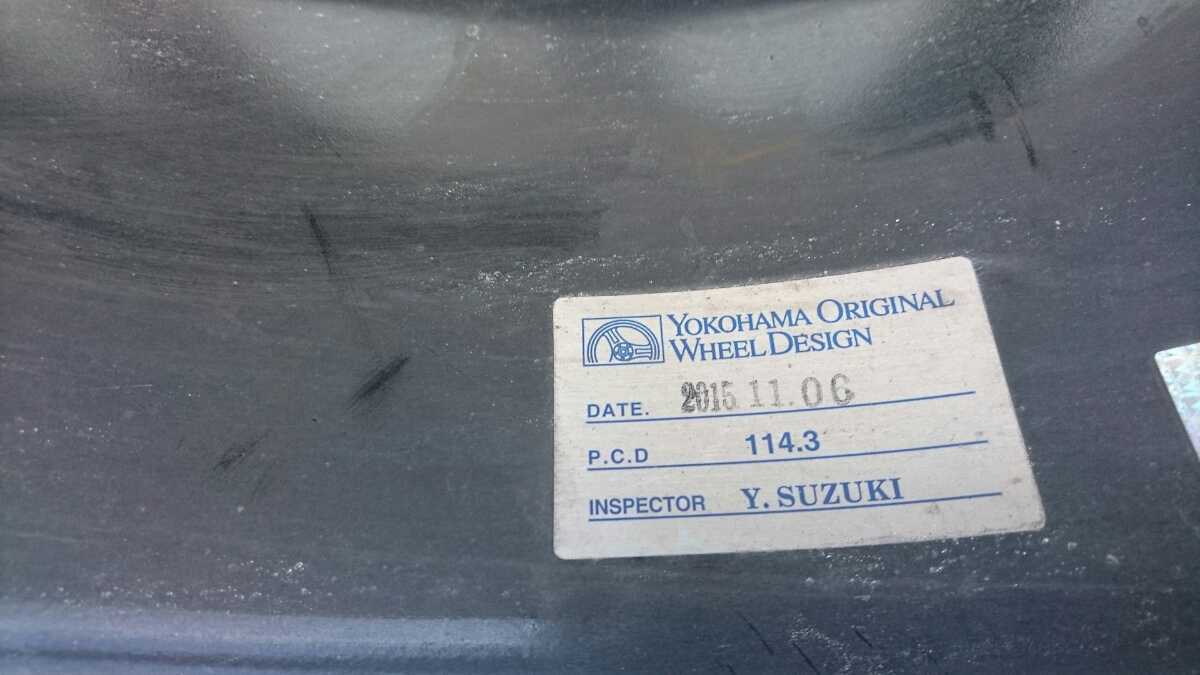 YOKOHAMA ORIGINAL
WHEEL DESIGN
DATE. 2015.11.06
P.C.D 114.3
INSPECTOR Y. SUZUKI